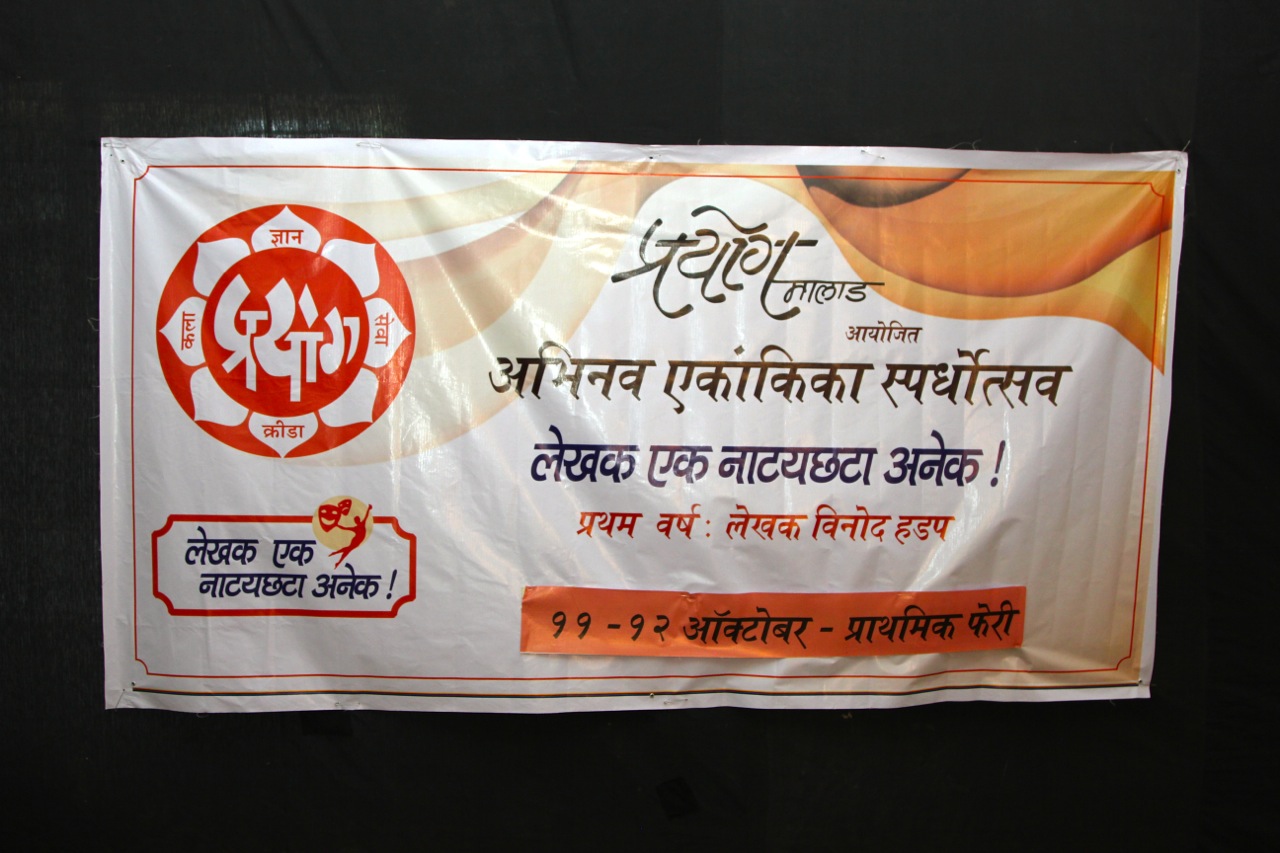 ज्ञान
कला
प्रयोग
सेवा
क्रीडा
लेखक एक
नाटयछटा अनेक !
प्रयोग मालाड
आयोजित
अभिनव एकांकिका स्पर्धोत्सव
लेखक एक नाटयछटा अनेक !
प्रथम वर्ष : लेखक विनोद हडप
११ -१२ ऑक्टोबर - प्राथमिक फेरी